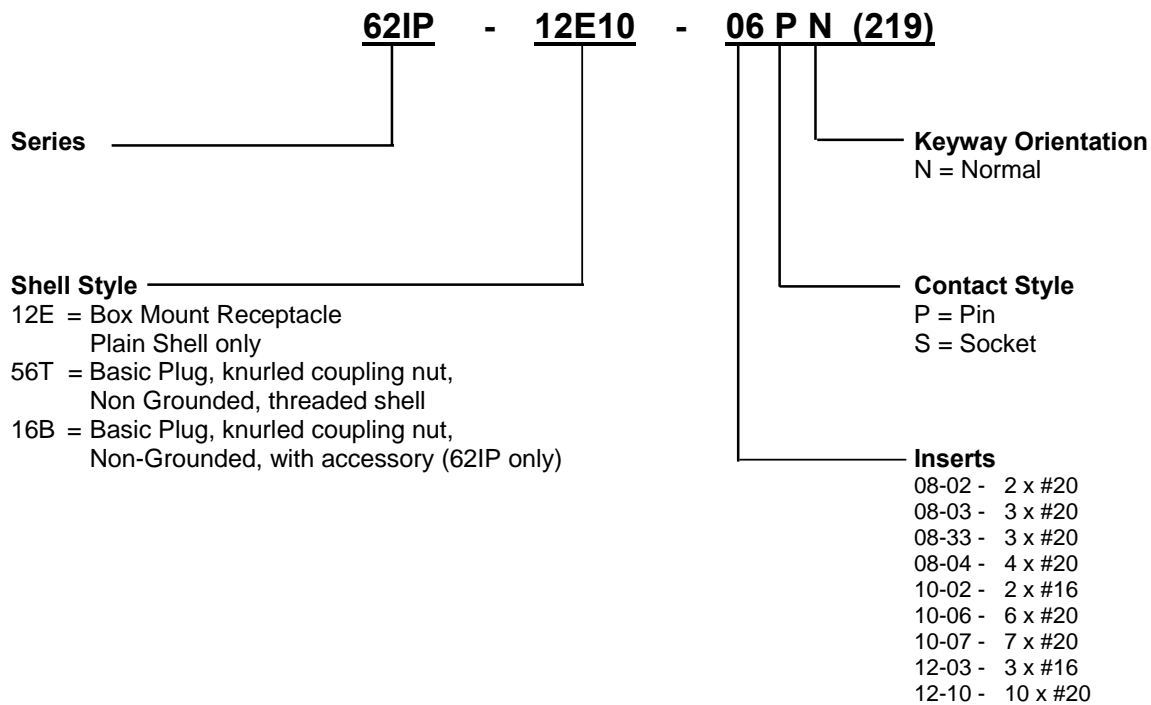 62IP - 12E10 - 06 P N (219)
Series
Keyway Orientation
N = Normal
Shell Style
12E = Box Mount Receptacle
Plain Shell only
56T = Basic Plug, knurled coupling nut,
Non Grounded, threaded shell
16B = Basic Plug, knurled coupling nut,
Non-Grounded, with accessory (62IP only)
Contact Style
P = Pin
S = Socket
Inserts
08-02 - 2 x #20
08-03 - 3 x #20
08-33 - 3 x #20
08-04 - 4 x #20
10-02 - 2 x #16
10-06 - 6 x #20
10-07 - 7 x #20
12-03 - 3 x #16
12-10 - 10 x #20